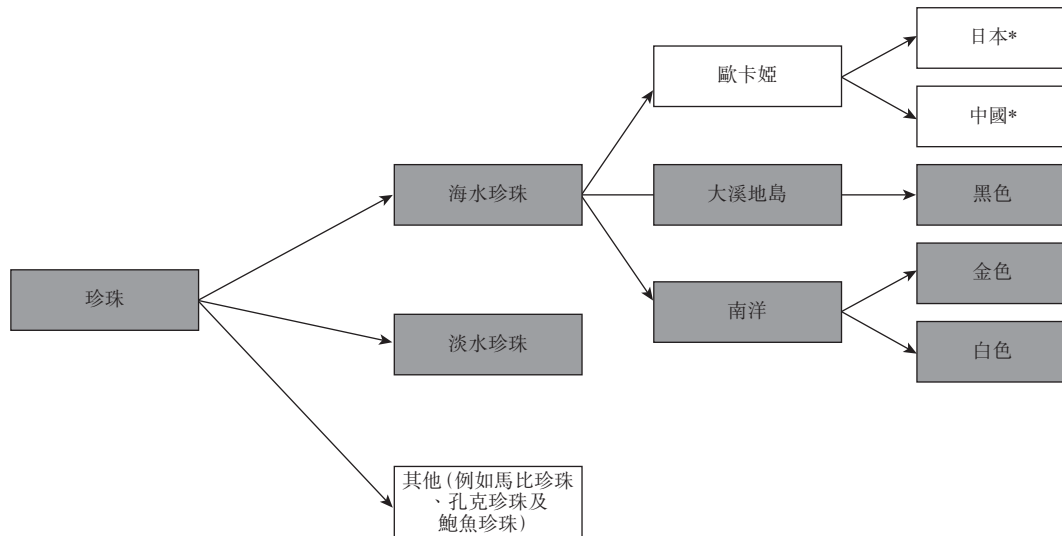 日本*
歐卡婭
中國*
海水珍珠
大溪地島
黑色
金色
珍珠
南洋
淡水珍珠
白色
其他(例如馬比珍珠
、孔克珍珠及
鮑魚珍珠)